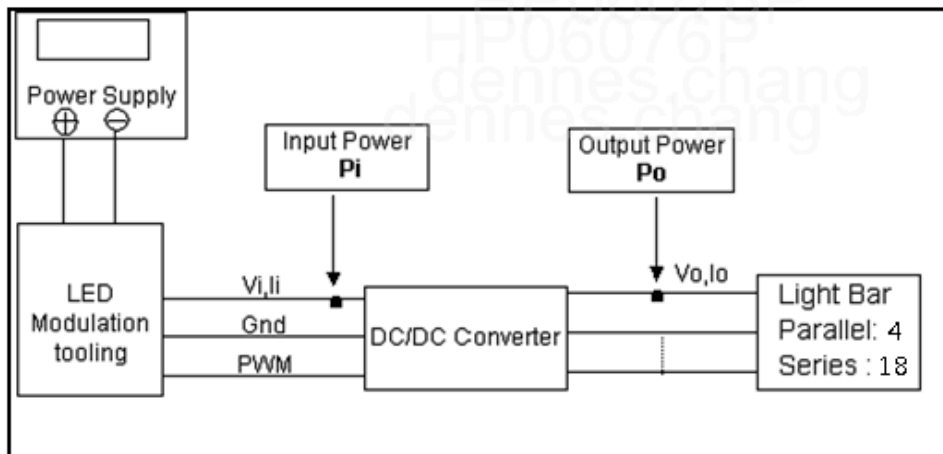 HP06076P
dennes.chang
dennes.chang
Power Supply
Input Power
Pi
Output Power
Po
LED
Modulation
tooling
Vi,Ii
Gnd
PWM
DC/DC Converter
Vo,Io
Light Bar
Parallel: 4
Series : 18